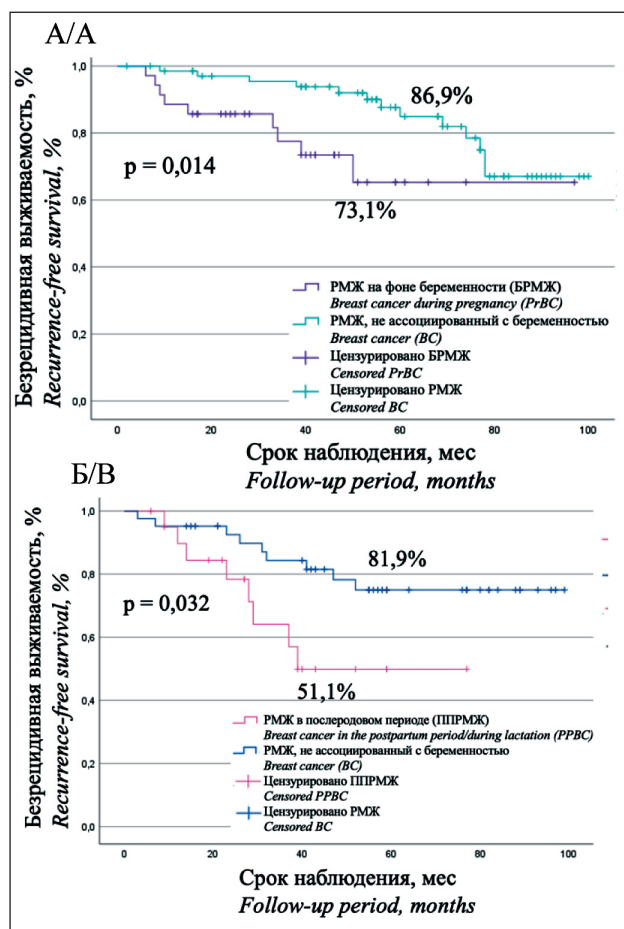 А/А
Безрецидивная выживаемость, %
Recurrence-free survival, %
1,0
0,8
0,6
0,4
0,2
0,0
86,9%
p = 0,014
73,1%
РМЖ на фоне беременности (БРМЖ)
Breast cancer during pregnancy (PrBC)
РМЖ, не ассоциированный с беременностью
Breast cancer (BC)
Цензурировано БРМЖ
Censored PrBC
Цензурировано РМЖ
Censored BC
0 20 40 60 80 100
Срок наблюдения, мес
Follow-up period, months
Б/В
Безрецидивная выживаемость, %
Recurrence-free survival, %
1,0
0,8
0,6
0,4
0,2
0,0
81,9%
p = 0,032
51,1%
РМЖ в послеродовом периоде (ППРМЖ)
Breast cancer in the postpartum period/during lactation (PPBC)
РМЖ, не ассоциированный с беременностью
Breast cancer (BC)
Цензурировано ППРМЖ
Censored PPBC
Цензурировано РМЖ
Censored BC
0 20 40 60 80 100
Срок наблюдения, мес
Follow-up period, months